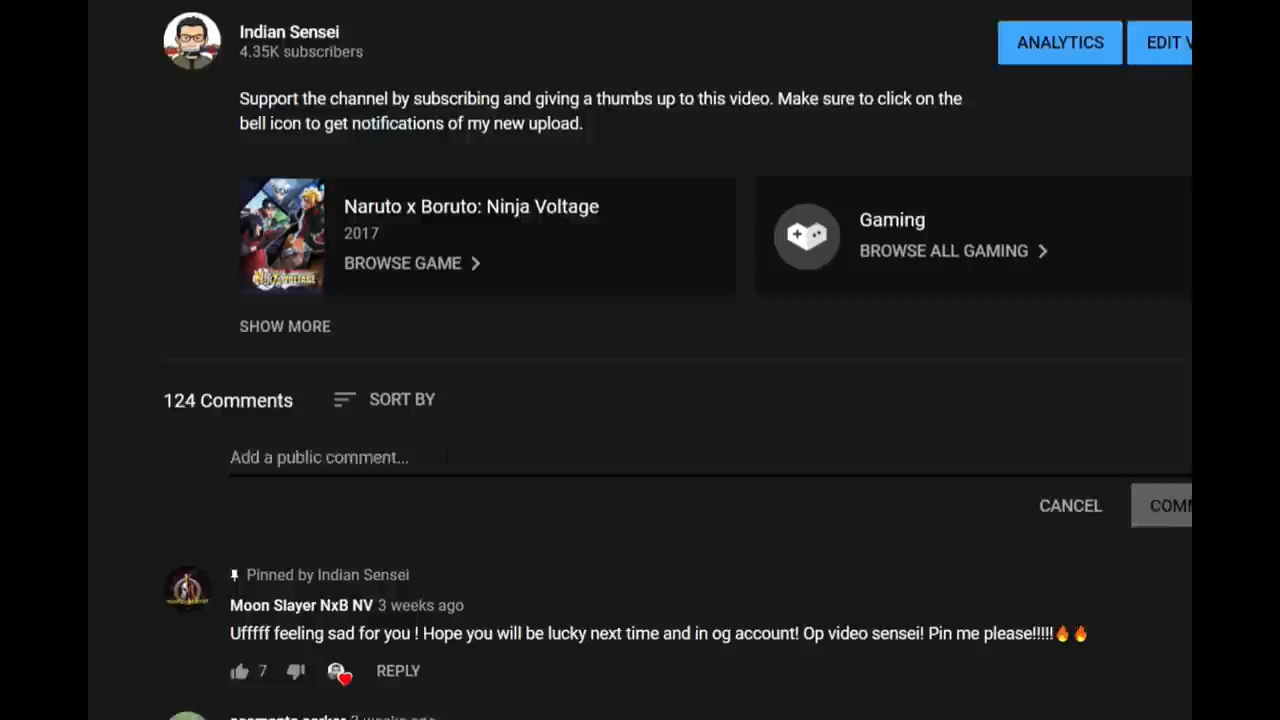 Indian Sensei
4.35K subscribers
ANALYTICS
EDIT
Support the channel by subscribing and giving a thumbs up to this video. Make sure to click on the
bell icon to get notifications of my new upload.
Naruto x Boruto: Ninja Voltage
2017
BROWSE GAME
Gaming
BROWSE ALL GAMING
SHOW MORE
124 Comments
SORT BY
Add a public comment...
CANCEL
COMM
Pinned by Indian Sensei
Moon Slayer NxB NV 3 weeks ago
Ufffff feeling sad for you ! Hope you will be lucky next time and in og account! Op video sensei! Pin me please!!!!!🔥🔥
7
REPLY